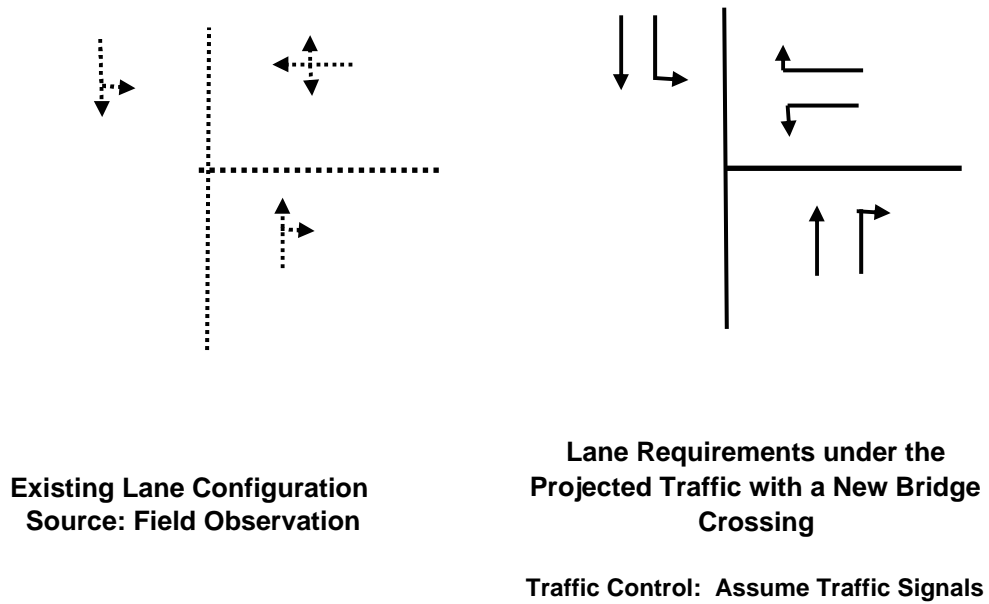 Existing Lane Configuration
Source: Field Observation
Lane Requirements under the
Projected Traffic with a New Bridge
Crossing
Traffic Control: Assume Traffic Signals